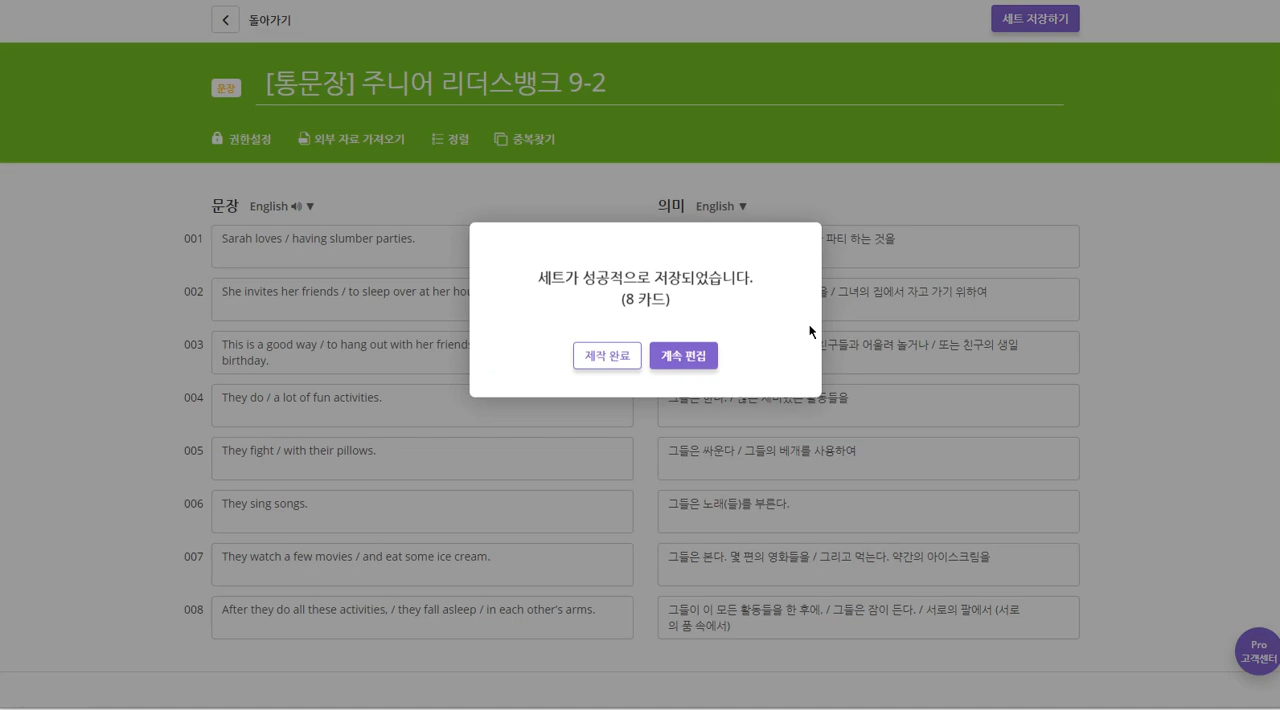 돌아가기
세트 저장하기
문장
[통문장] 주니어 리더스뱅크 9-2
권한설정
외부 자료 가져오기
정렬
중복찾기
문장 English ▼
의미 English ▼
001 Sarah loves / having slumber parties.
파티 하는 것을
002 She invites her friends / to sleep over at her
/ 그녀의 집에서 자고 가기 위하여
003 This is a good way / to hang out with her friends
birthday.
친구들과 어울려 놀거나 / 또는 친구의 생일
세트가 성공적으로 저장되었습니다.
(8 카드)
제작 완료
계속 편집
004 They do / a lot of fun activities.
그들은 한다. / 많은 재미있는 활동들을
005 They fight / with their pillows.
그들은 싸운다 / 그들의 베개를 사용하여
006 They sing songs.
그들은 노래(들)를 부른다.
007 They watch a few movies / and eat some ice cream.
그들은 본다. 몇 편의 영화들을 / 그리고 먹는다. 약간의 아이스크림을
008 After they do all these activities, / they fall asleep / in each other's arms.
그들이 이 모든 활동들을 한 후에, / 그들은 잠이 든다. / 서로의 팔에서 (서로
의 품 속에서)
Pro
고객센터